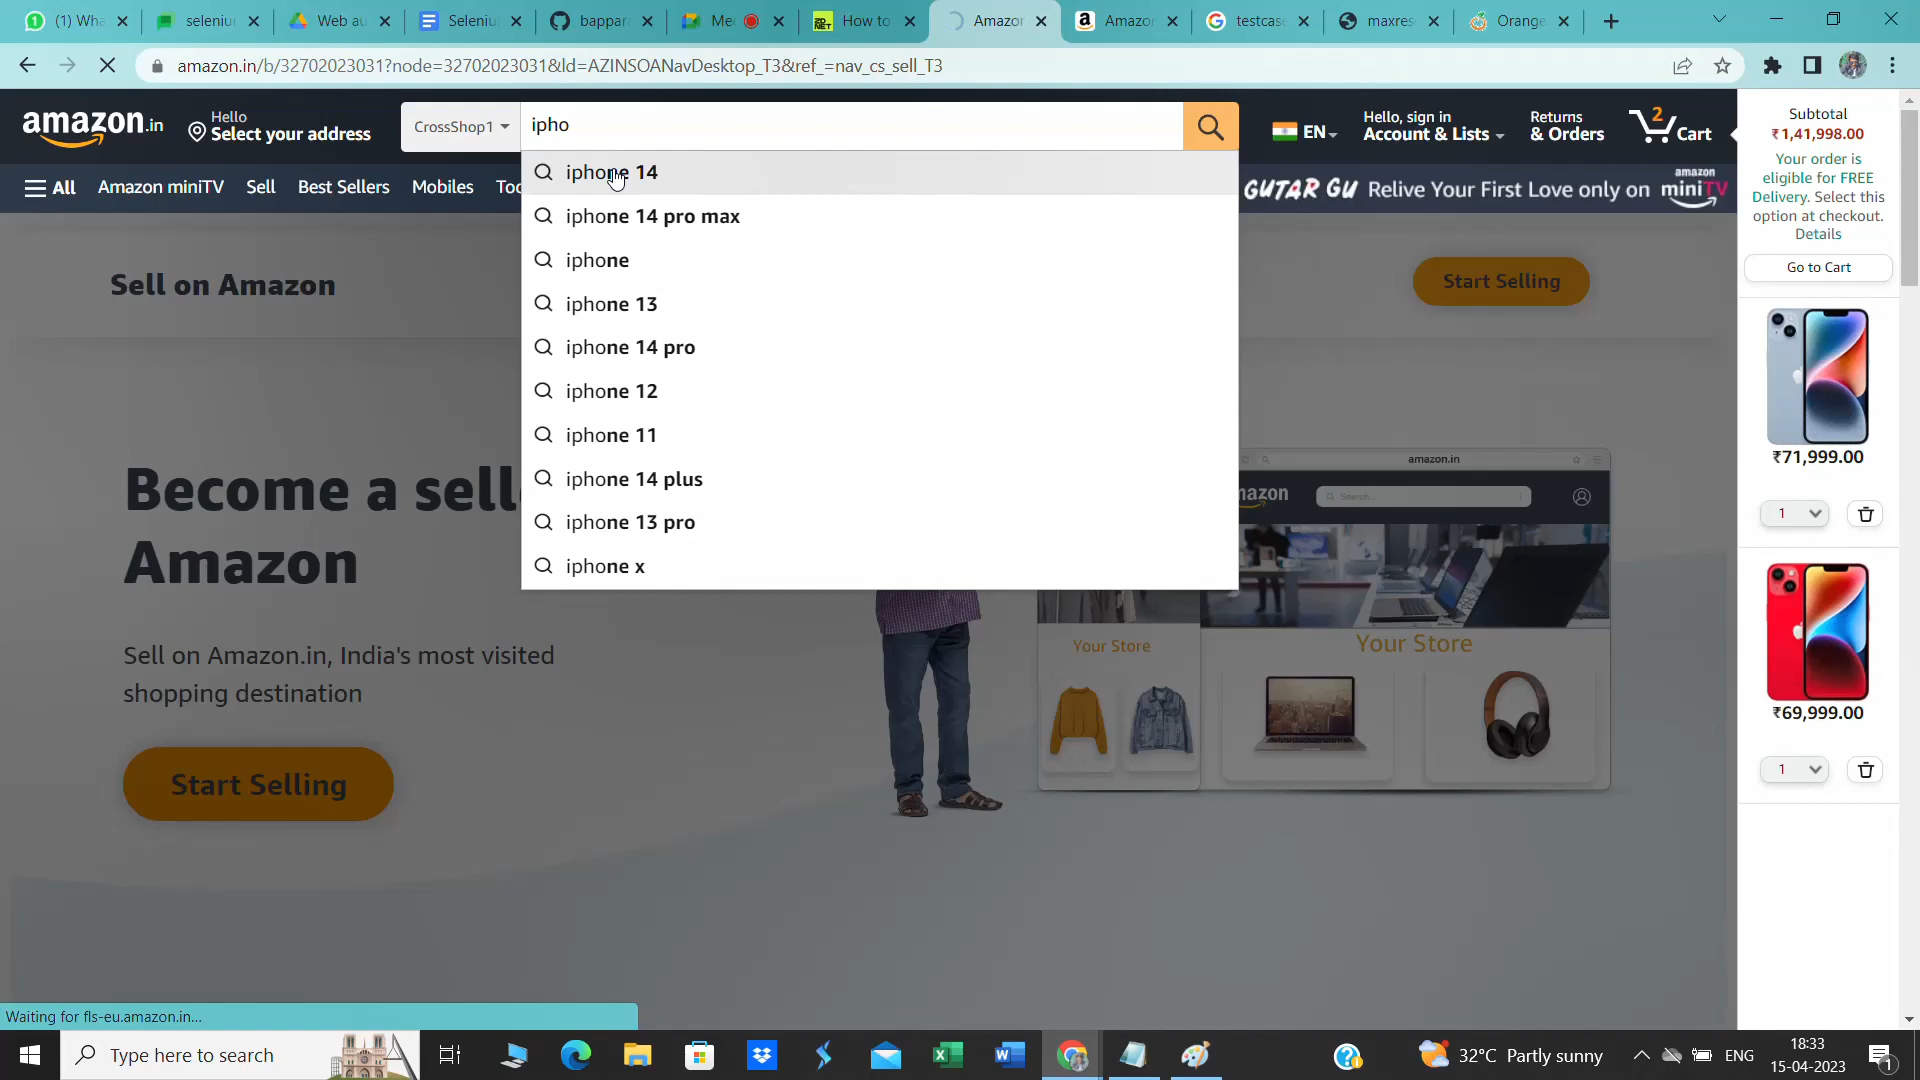 (1) Wha
seleniu
Web au
Seleniu
bappar
Mee
How to
Amazon
Amazon
testcase
maxres
Orange
amazon.in/b/32702023031?node=32702023031&ld=AZINSOANavDesktop_T3&ref_=nav_cs_sell_T3
amazon.in
Hello
Select your address
CrossShop1
ipho
EN
Hello, sign in
Account & Lists
Returns
& Orders
2
Cart
All
Amazon miniTV
Sell
Best Sellers
Mobiles
GUTAR GU Relive Your First Love only on amazon miniTV
iphone 14
iphone 14 pro max
iphone
iphone 13
iphone 14 pro
iphone 12
iphone 11
iphone 14 plus
iphone 13 pro
iphone x
Sell on Amazon
Start Selling
Become a sell
Amazon
Sell on Amazon.in, India's most visited
shopping destination
Start Selling
amazon.in
Search...
Your Store
Your Store
Subtotal
₹1,41,998.00
Your order is
eligible for FREE
Delivery. Select this
option at checkout.
Details
Go to Cart
₹71,999.00
1
₹69,999.00
1
Waiting for fls-eu.amazon.in...
Type here to search
32°C Partly sunny
ENG
18:33
15-04-2023
1